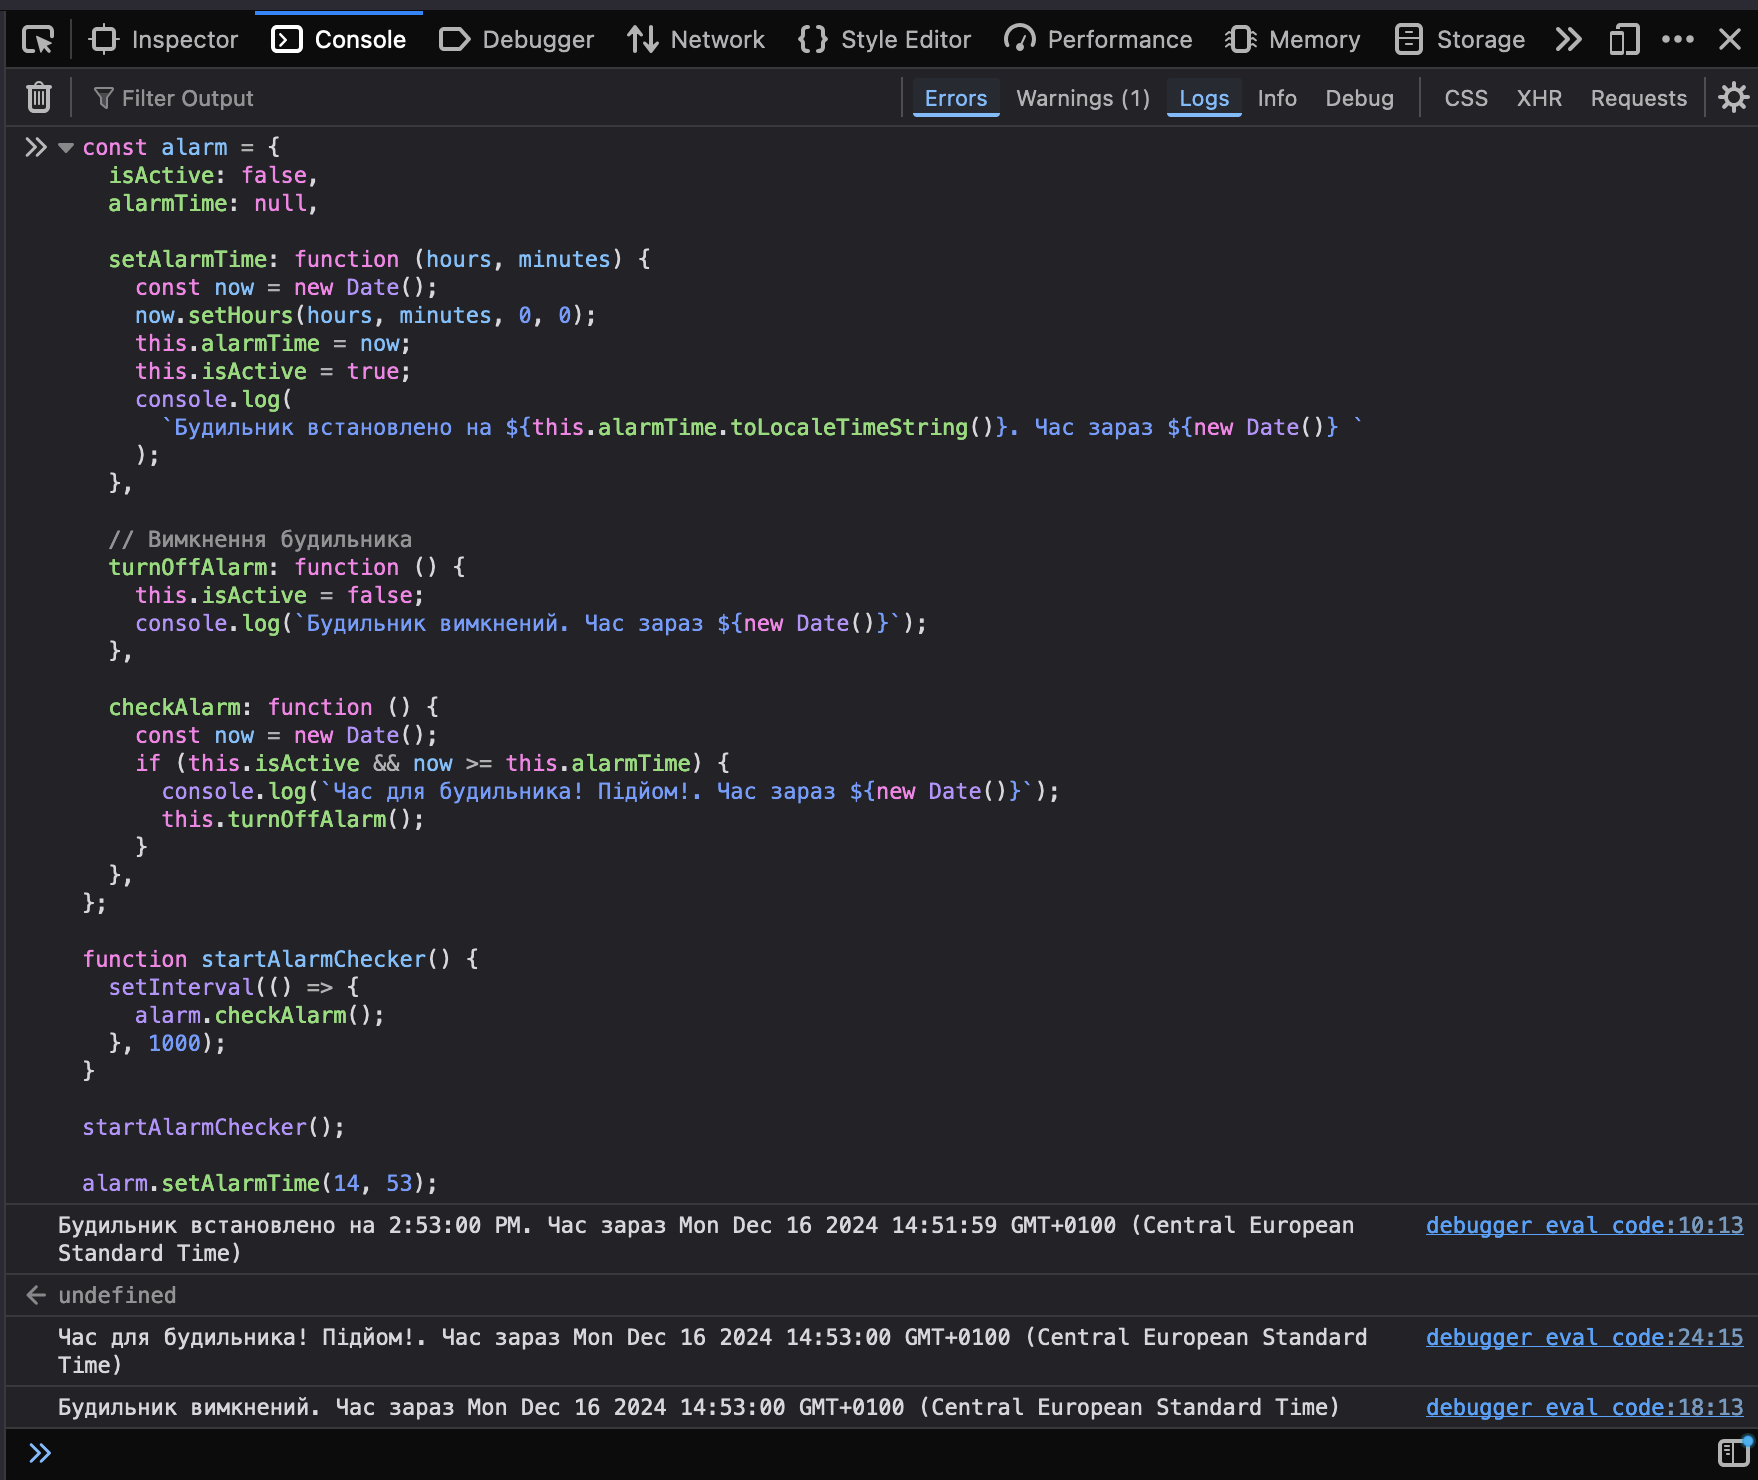 Inspector Console Debugger Network Style Editor Performance Memory Storage
Filter Output Errors Warnings (1) Logs Info Debug CSS XHR Requests
const alarm = {
  isActive: false,
  alarmTime: null,

  setAlarmTime: function (hours, minutes) {
    const now = new Date();
    now.setHours(hours, minutes, 0, 0);
    this.alarmTime = now;
    this.isActive = true;
    console.log(
      `Будильник встановлено на ${this.alarmTime.toLocaleTimeString()}. Час зараз ${new Date()} `
    );
  },

  // Вимкнення будильника
  turnOffAlarm: function () {
    this.isActive = false;
    console.log(`Будильник вимкнений. Час зараз ${new Date()}`);
  },

  checkAlarm: function () {
    const now = new Date();
    if (this.isActive && now >= this.alarmTime) {
      console.log(`Час для будильника! Підйом!. Час зараз ${new Date()}`);
      this.turnOffAlarm();
    }
  },
};

function startAlarmChecker() {
  setInterval(() => {
    alarm.checkAlarm();
  }, 1000);
}

startAlarmChecker();

alarm.setAlarmTime(14, 53);
Будильник встановлено на 2:53:00 PM. Час зараз Mon Dec 16 2024 14:51:59 GMT+0100 (Central European debugger eval code:10:13
Standard Time)
undefined
Час для будильника! Підйом!. Час зараз Mon Dec 16 2024 14:53:00 GMT+0100 (Central European Standard debugger eval code:24:15
Time)
Будильник вимкнений. Час зараз Mon Dec 16 2024 14:53:00 GMT+0100 (Central European Standard Time) debugger eval code:18:13